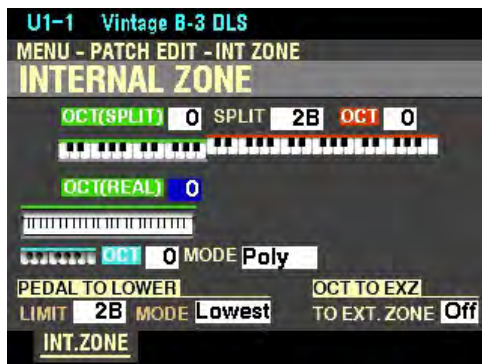 U1-1 Vintage B-3 DLS
MENU - PATCH EDIT - INT ZONE
INTERNAL ZONE
OCT(SPLIT) 0 SPLIT 2B OCT 0
OCT(REAL) 0
OCT 0 MODE Poly
PEDAL TO LOWER OCT TO EXZ
LIMIT 2B MODE Lowest TO EXT. ZONE Off
INT.ZONE